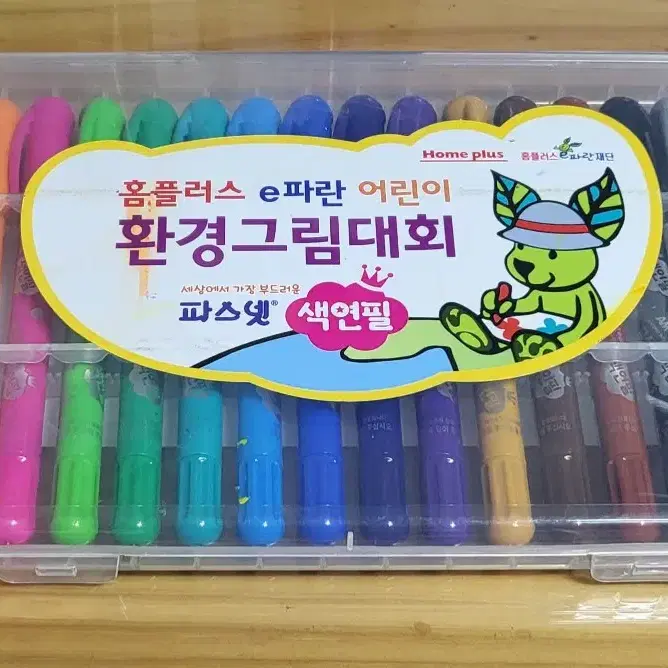 Home plus
홈플러스 e파란재단
홈플러스 e파란 어린이
환경그림대회
세상에서 가장 부드러운
파스넷®
색연필